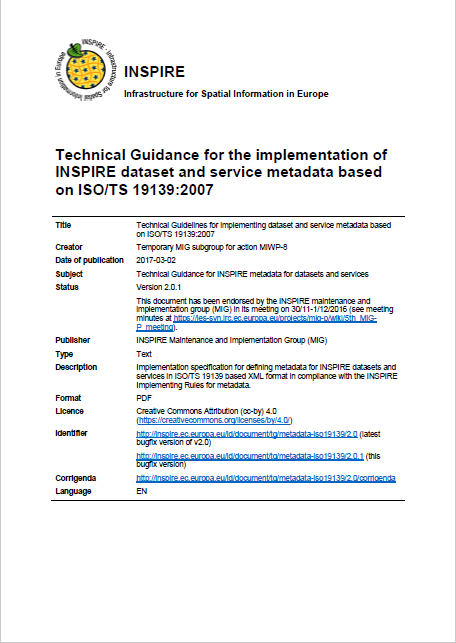 INSPIRE · Infrastructure for Spatial Information in Europe ·
INSPIRE
Infrastructure for Spatial Information in Europe
Technical Guidance for the implementation of
INSPIRE dataset and service metadata based
on ISO/TS 19139:2007
Title Technical Guidelines for implementing dataset and service metadata based
on ISO/TS 19139:2007
Creator Temporary MIG subgroup for action MIWP-8
Date of publication 2017-03-02
Subject Technical Guidance for INSPIRE metadata for datasets and services
Status Version 2.0.1
This document has been endorsed by the INSPIRE maintenance and
implementation group (MIG) in its meeting on 30/11-1/12/2016 (see meeting
minutes at https://ies-svn.jrc.ec.europa.eu/projects/mig-p/wiki/5th_MIG-
P_meeting).
Publisher INSPIRE Maintenance and Implementation Group (MIG)
Type Text
Description Implementation specification for defining metadata for INSPIRE datasets and
services in ISO/TS 19139 based XML format in compliance with the INSPIRE
Implementing Rules for metadata.
Format PDF
Licence Creative Commons Attribution (cc-by) 4.0
(https://creativecommons.org/licenses/by/4.0/)
Identifier http://inspire.ec.europa.eu/id/document/tg/metadata-iso19139/2.0 (latest
bugfix version of v2.0)
http://inspire.ec.europa.eu/id/document/tg/metadata-iso19139/2.0.1 (this
bugfix version)
Corrigenda http://inspire.ec.europa.eu/id/document/tg/metadata-iso19139/2.0/corrigenda
Language EN